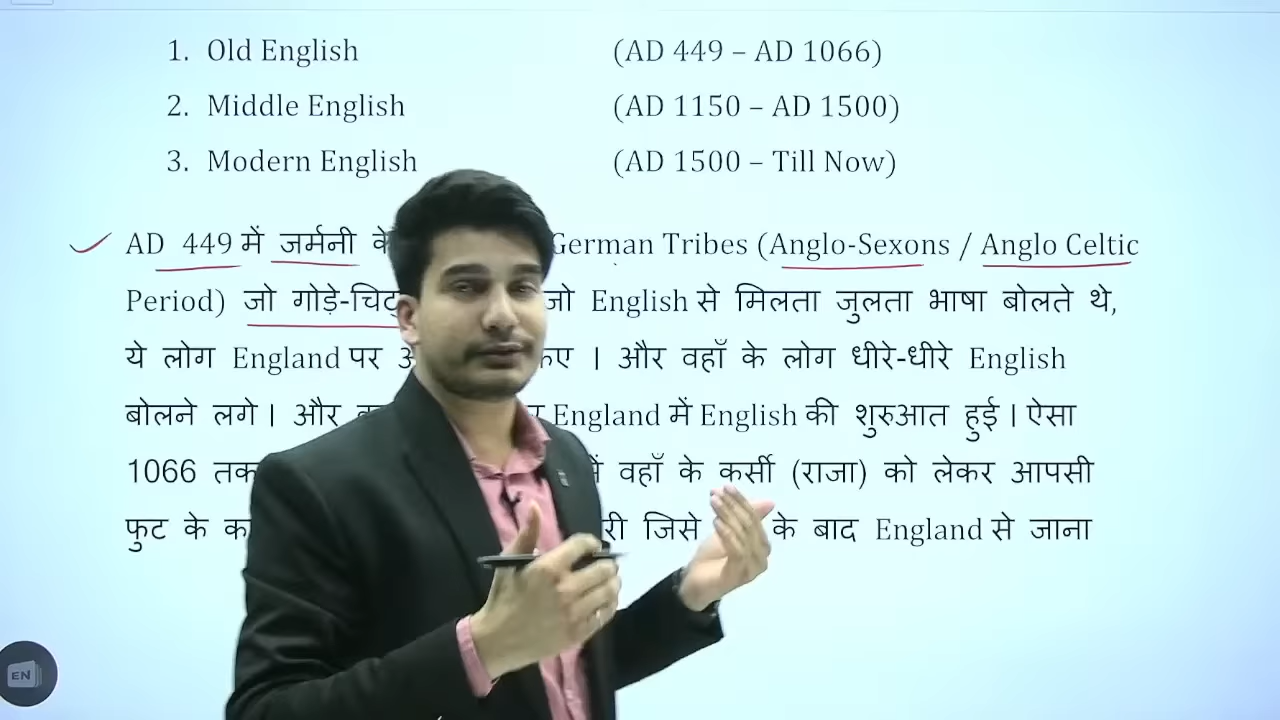 1. Old English (AD 449 – AD 1066)
2. Middle English (AD 1150 – AD 1500)
3. Modern English (AD 1500 – Till Now)
AD 449 में जर्मनी German Tribes (Anglo-Sexons / Anglo Celtic
Period) जो गोड़े- जो English से मिलता जुलता भाषा बोलते थे,
ये लोग England पर । और वहाँ के लोग धीरे-धीरे English
बोलने लगे । और England में English की शुरुआत हुई । ऐसा
1066 वहाँ के कर्सी (राजा) को लेकर आपसी
फुट के जिसे के बाद England से जाना
EN